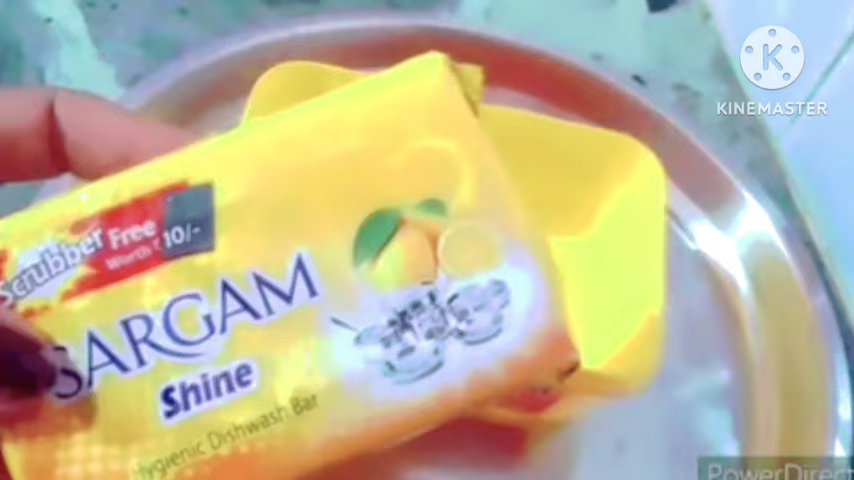 K
KINEMASTER
Scrubber Free
Worth ₹ 10/-
SARGAM
Shine
Hygienic Dishwash Bar
PowerDirect